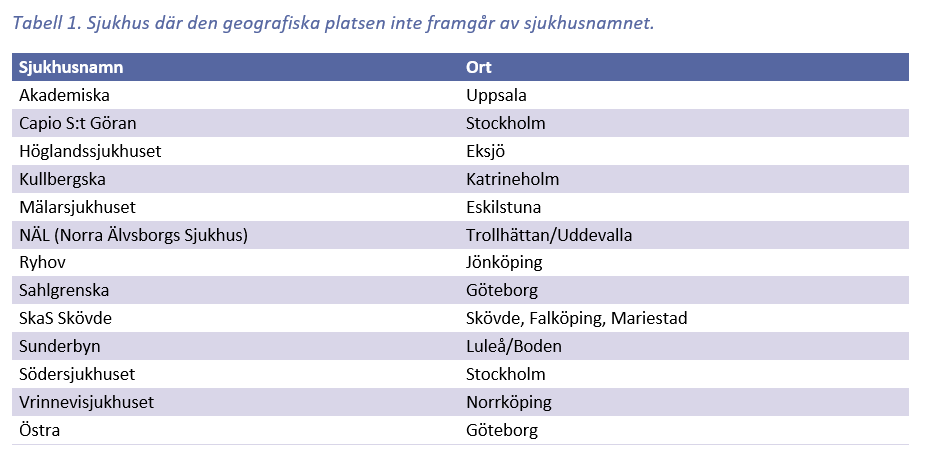 Tabell 1. Sjukhus där den geografiska platsen inte framgår av sjukhusnamnet.
Sjukhusnamn Ort
Akademiska Uppsala
Capio S:t Göran Stockholm
Höglandssjukhuset Eksjö
Kullbergska Katrineholm
Mälarsjukhuset Eskilstuna
NÄL (Norra Älvsborgs Sjukhus) Trollhättan/Uddevalla
Ryhov Jönköping
Sahlgrenska Göteborg
SkaS Skövde Skövde, Falköping, Mariestad
Sunderbyn Luleå/Boden
Södersjukhuset Stockholm
Vrinnevisjukhuset Norrköping
Östra Göteborg